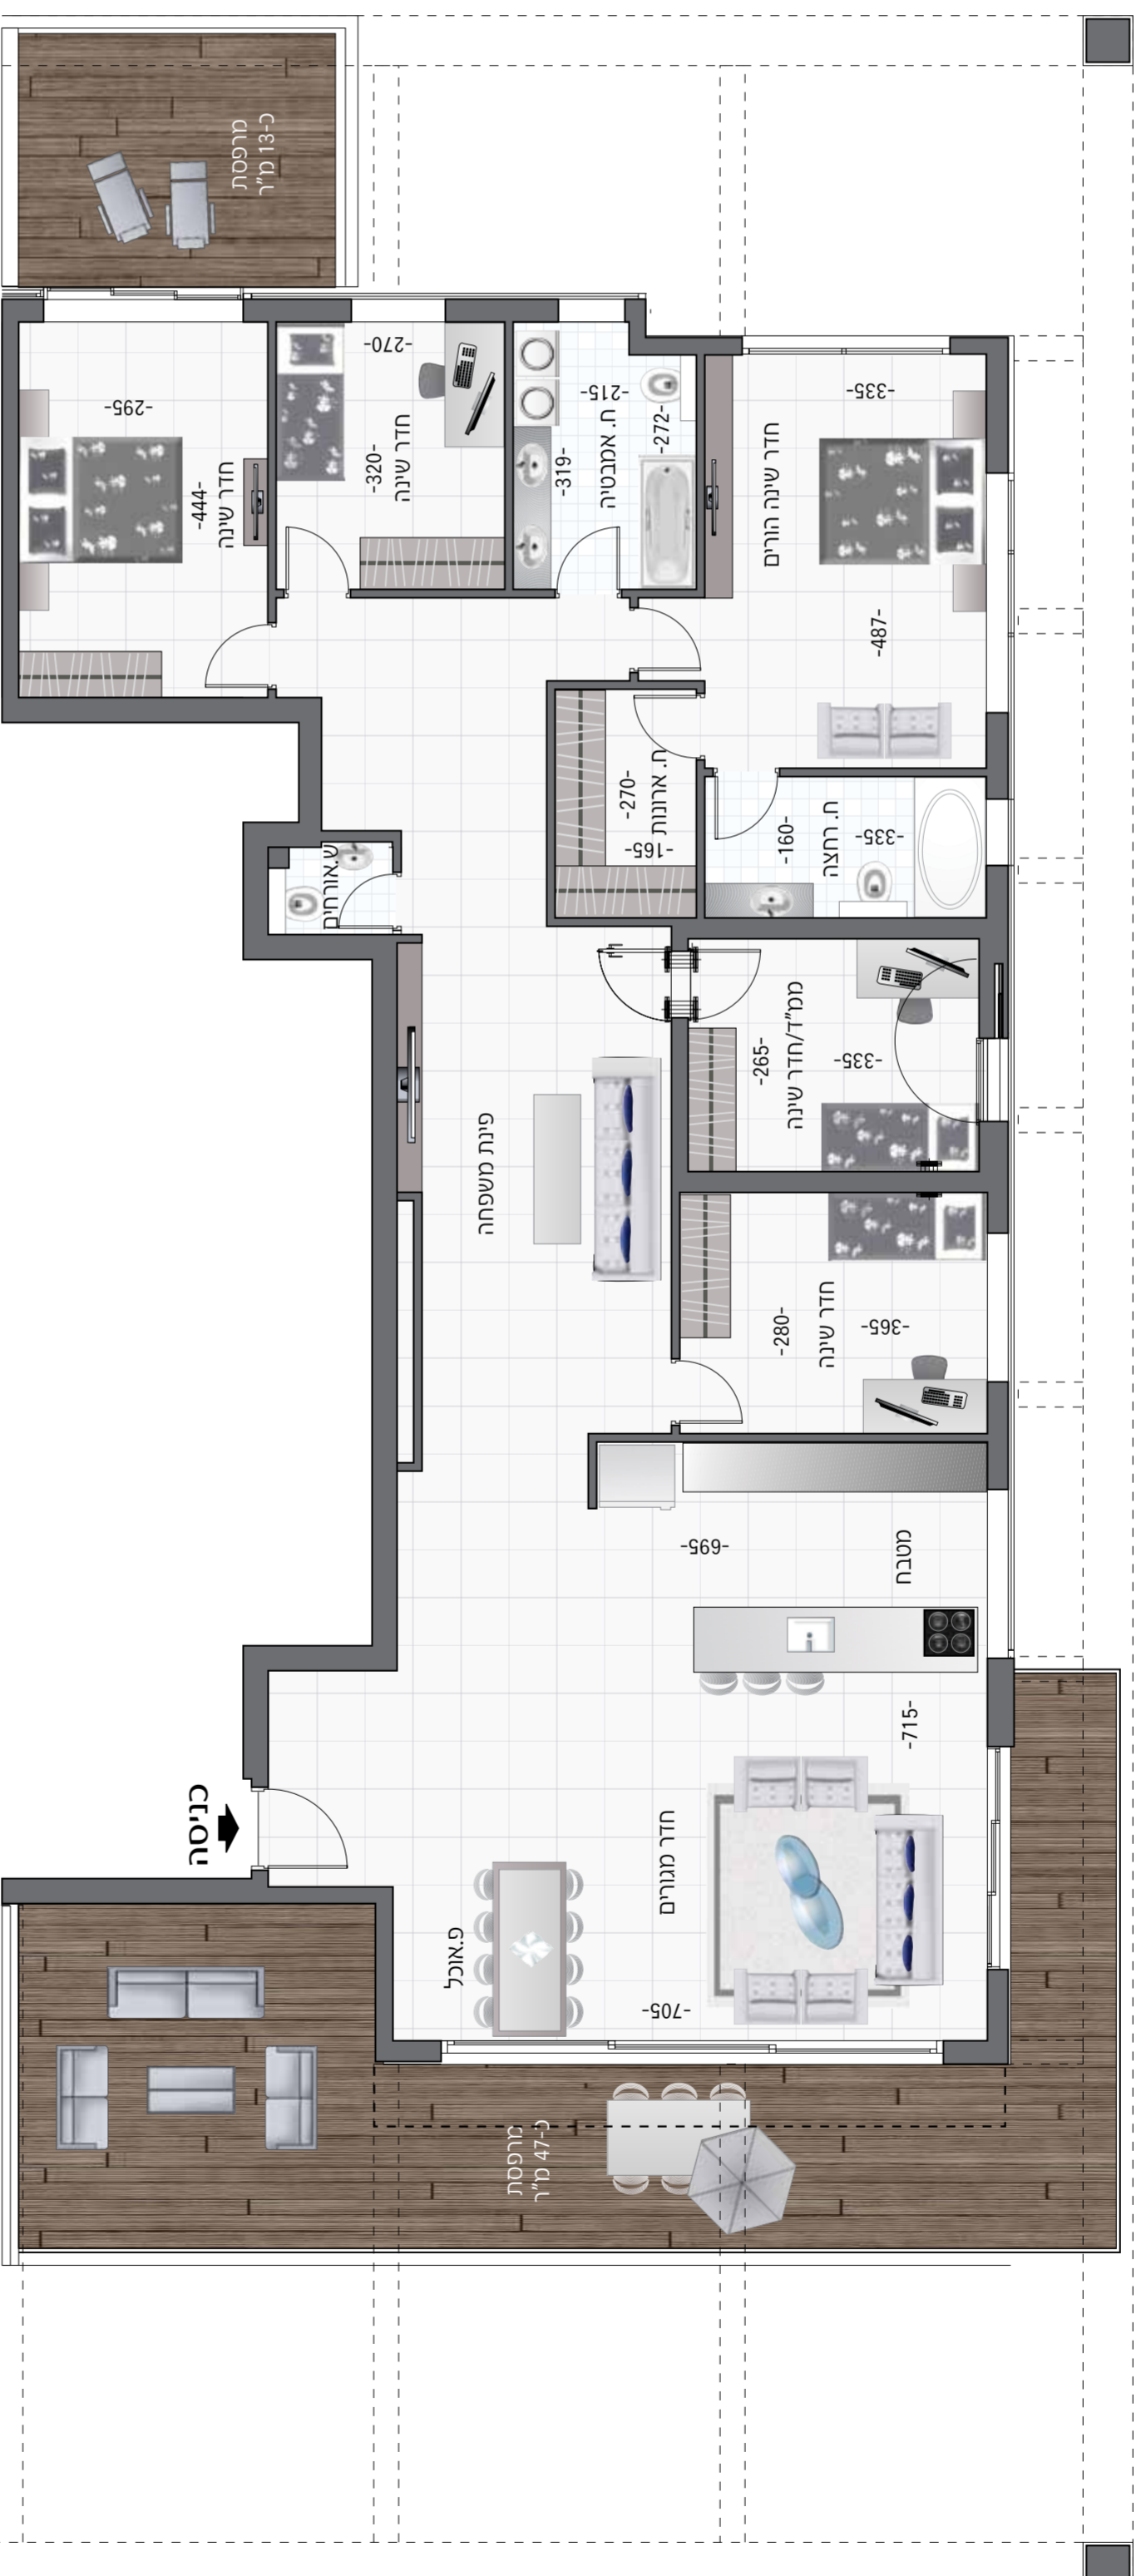 מרפסת
כ-13 מ"ר
-295-
-444-
חדר שינה
-270-
-320-
חדר שינה
-215-
-319-
ח. אמבטיה
-272-
-335-
חדר שינה הורים
-487-
-270-
ח. ארונות
-165-
-160-
ח. רחצה
-335-
ש.אורחים
-265-
ממ"ד/חדר שינה
-335-
פינת משפחה
-280-
חדר שינה
-365-
-695-
מטבח
-715-
כניסה
חדר מגורים
פ.אוכל
-705-
מרפסת
כ-47 מ"ר